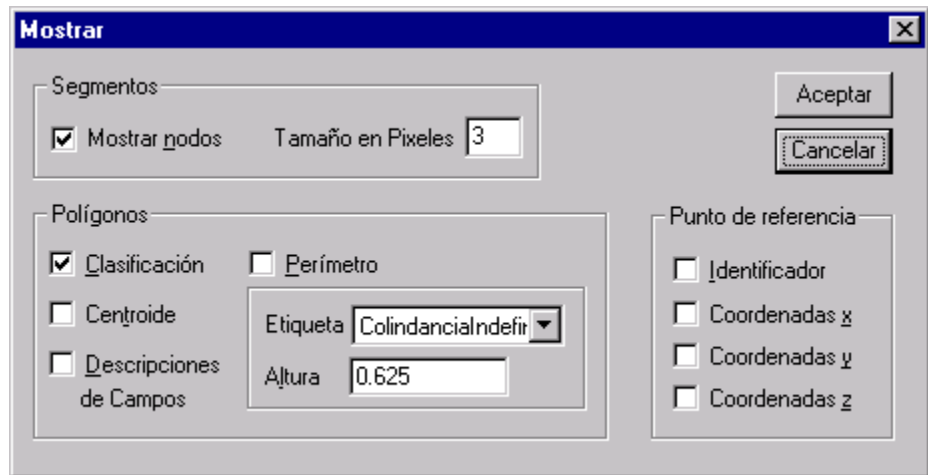 Mostrar
Segmentos
Mostrar nodos
Tamaño en Pixeles
3
Aceptar
Cancelar
Polígonos
Clasificación
Perímetro
Centroide
Descripciones
de Campos
Etiqueta
ColindanciaIndefir
Altura
0.625
Punto de referencia
Identificador
Coordenadas x
Coordenadas y
Coordenadas z